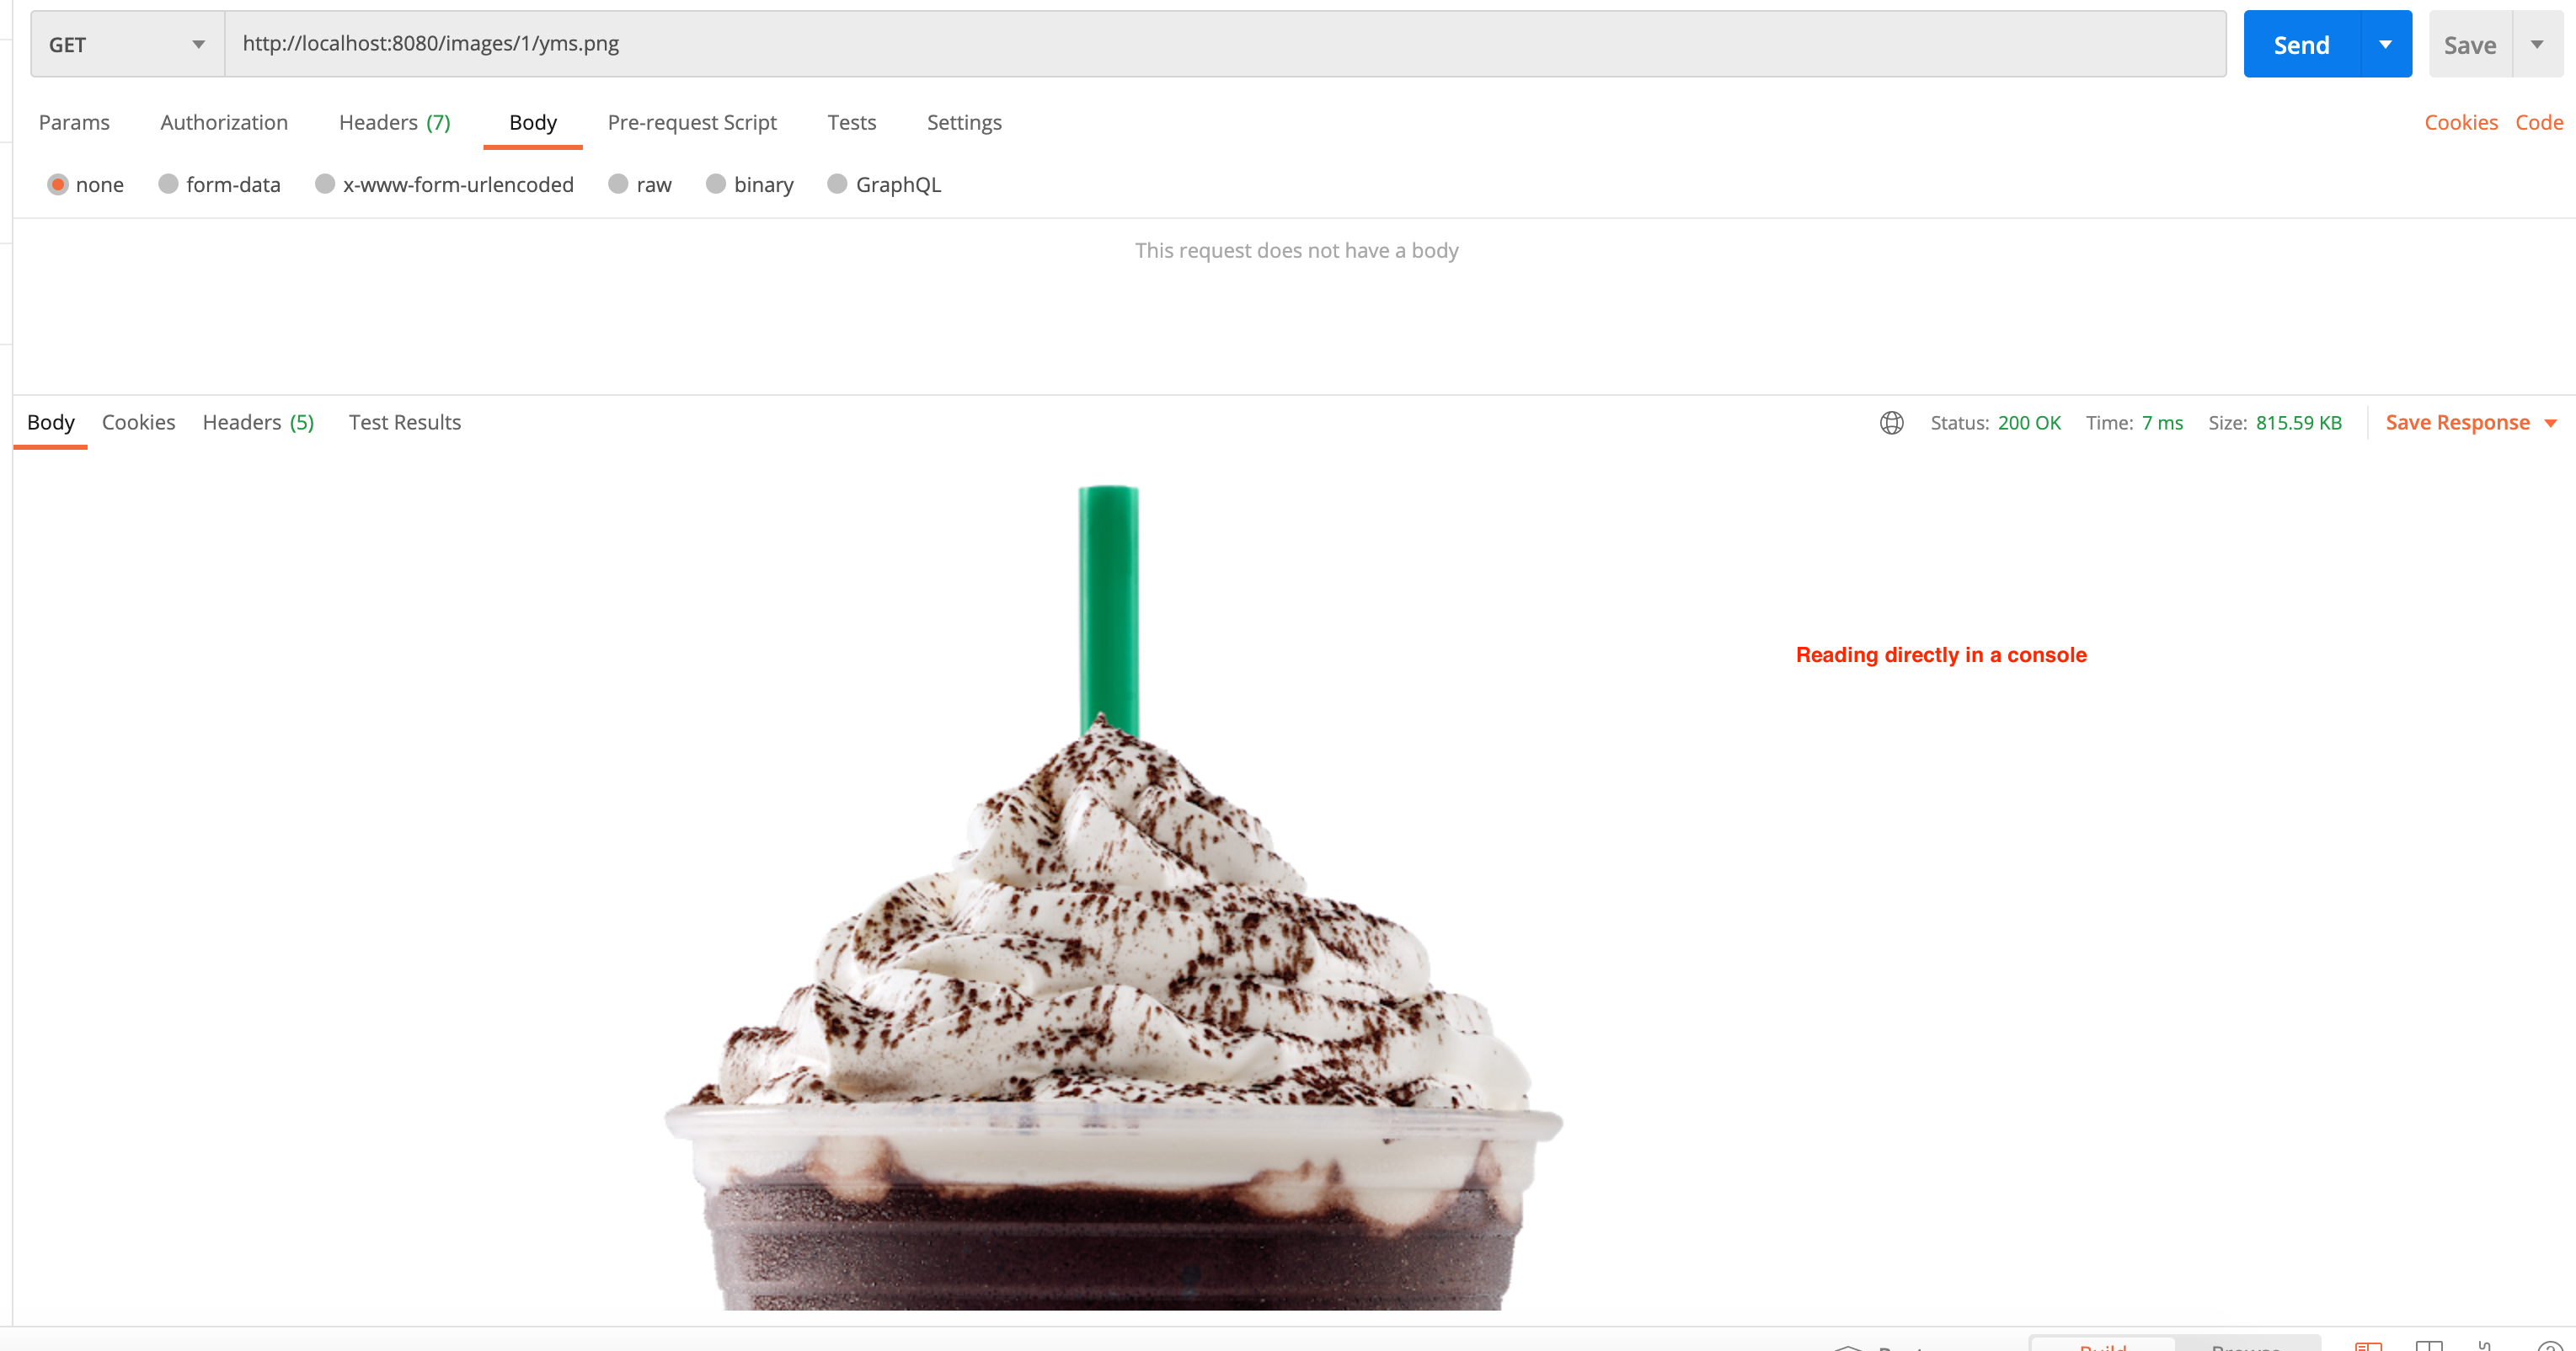 GET http://localhost:8080/images/1/yms.png Send Save
Params Authorization Headers (7) Body Pre-request Script Tests Settings Cookies Code
none form-data x-www-form-urlencoded raw binary GraphQL
This request does not have a body
Body Cookies Headers (5) Test Results Status: 200 OK Time: 7 ms Size: 815.59 KB Save Response
Reading directly in a console
Build Browse